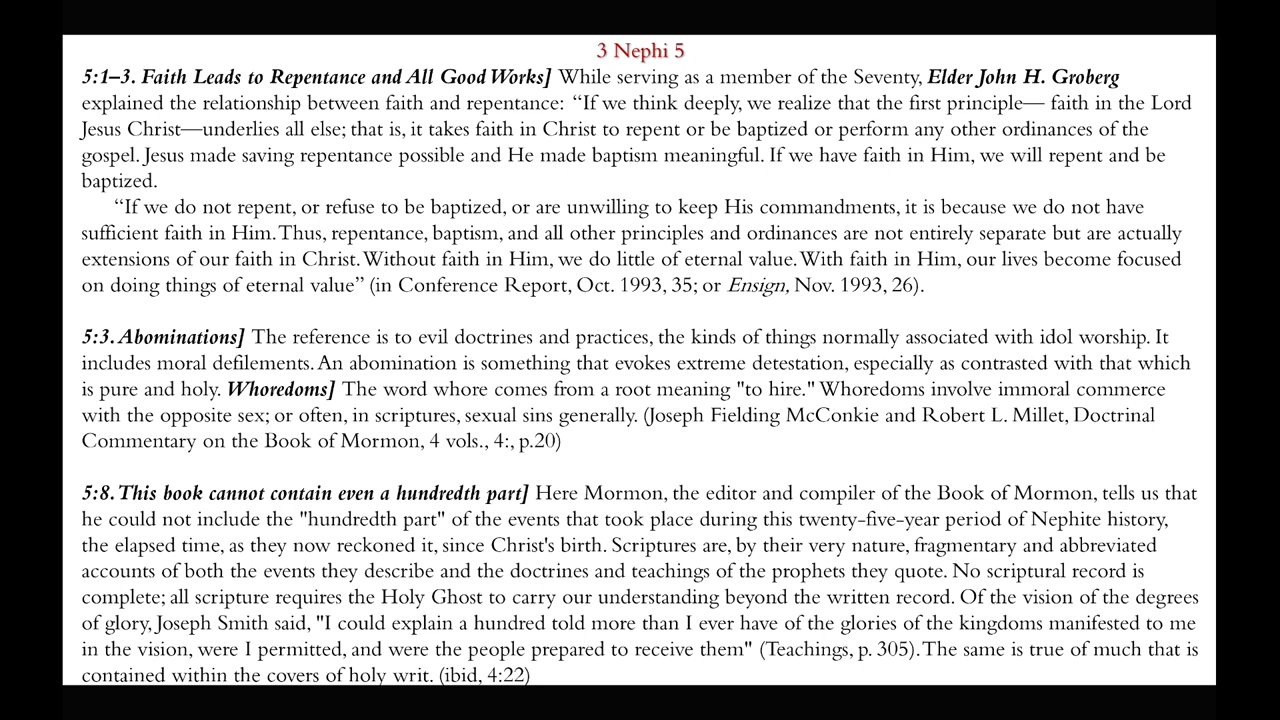 3 Nephi 5
5:1–3. Faith Leads to Repentance and All Good Works] While serving as a member of the Seventy, Elder John H. Groberg
explained the relationship between faith and repentance: “If we think deeply, we realize that the first principle— faith in the Lord
Jesus Christ—underlies all else; that is, it takes faith in Christ to repent or be baptized or perform any other ordinances of the
gospel. Jesus made saving repentance possible and He made baptism meaningful. If we have faith in Him, we will repent and be
baptized.
“If we do not repent, or refuse to be baptized, or are unwilling to keep His commandments, it is because we do not have
sufficient faith in Him. Thus, repentance, baptism, and all other principles and ordinances are not entirely separate but are actually
extensions of our faith in Christ. Without faith in Him, we do little of eternal value. With faith in Him, our lives become focused
on doing things of eternal value” (in Conference Report, Oct. 1993, 35; or Ensign, Nov. 1993, 26).
5:3. Abominations] The reference is to evil doctrines and practices, the kinds of things normally associated with idol worship. It
includes moral defilements. An abomination is something that evokes extreme detestation, especially as contrasted with that which
is pure and holy. Whoredoms] The word whore comes from a root meaning "to hire." Whoredoms involve immoral commerce
with the opposite sex; or often, in scriptures, sexual sins generally. (Joseph Fielding McConkie and Robert L. Millet, Doctrinal
Commentary on the Book of Mormon, 4 vols., 4:, p.20)
5:8. This book cannot contain even a hundredth part] Here Mormon, the editor and compiler of the Book of Mormon, tells us that
he could not include the "hundredth part" of the events that took place during this twenty-five-year period of Nephite history,
the elapsed time, as they now reckoned it, since Christ's birth. Scriptures are, by their very nature, fragmentary and abbreviated
accounts of both the events they describe and the doctrines and teachings of the prophets they quote. No scriptural record is
complete; all scripture requires the Holy Ghost to carry our understanding beyond the written record. Of the vision of the degrees
of glory, Joseph Smith said, "I could explain a hundred told more than I ever have of the glories of the kingdoms manifested to me
in the vision, were I permitted, and were the people prepared to receive them" (Teachings, p. 305). The same is true of much that is
contained within the covers of holy writ. (ibid, 4:22)